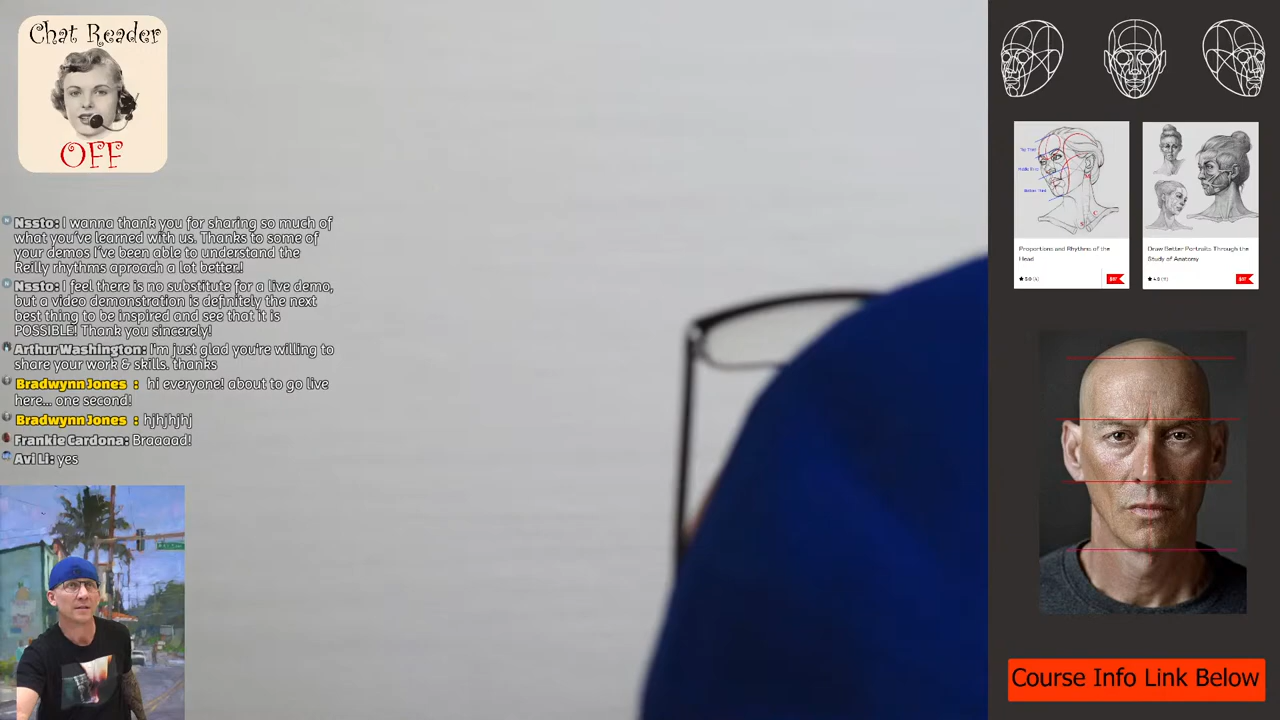 Chat Reader
OFF
Nssto: I wanna thank you for sharing so much of
what you've learned with us. Thanks to some of
your demos I've been able to understand the
Reilly rhythms aproach a lot better.!
Nssto: I feel there is no substitute for a live demo,
but a video demonstration is definitely the next
best thing to be inspired and see that it is
POSSIBLE! Thank you sincerely!
Arthur Washington: I'm just glad you're willing to
share your work & skills. thanks
Bradwynn Jones : hi everyone! about to go live
here... one second!
Bradwynn Jones : hjhjhjhj
Frankie Cardona: Braaaad!
Avi Li: yes
Proportions and Rhythms of the
Head
Draw Better Portraits Through the
Study of Anatomy
Course Info Link Below